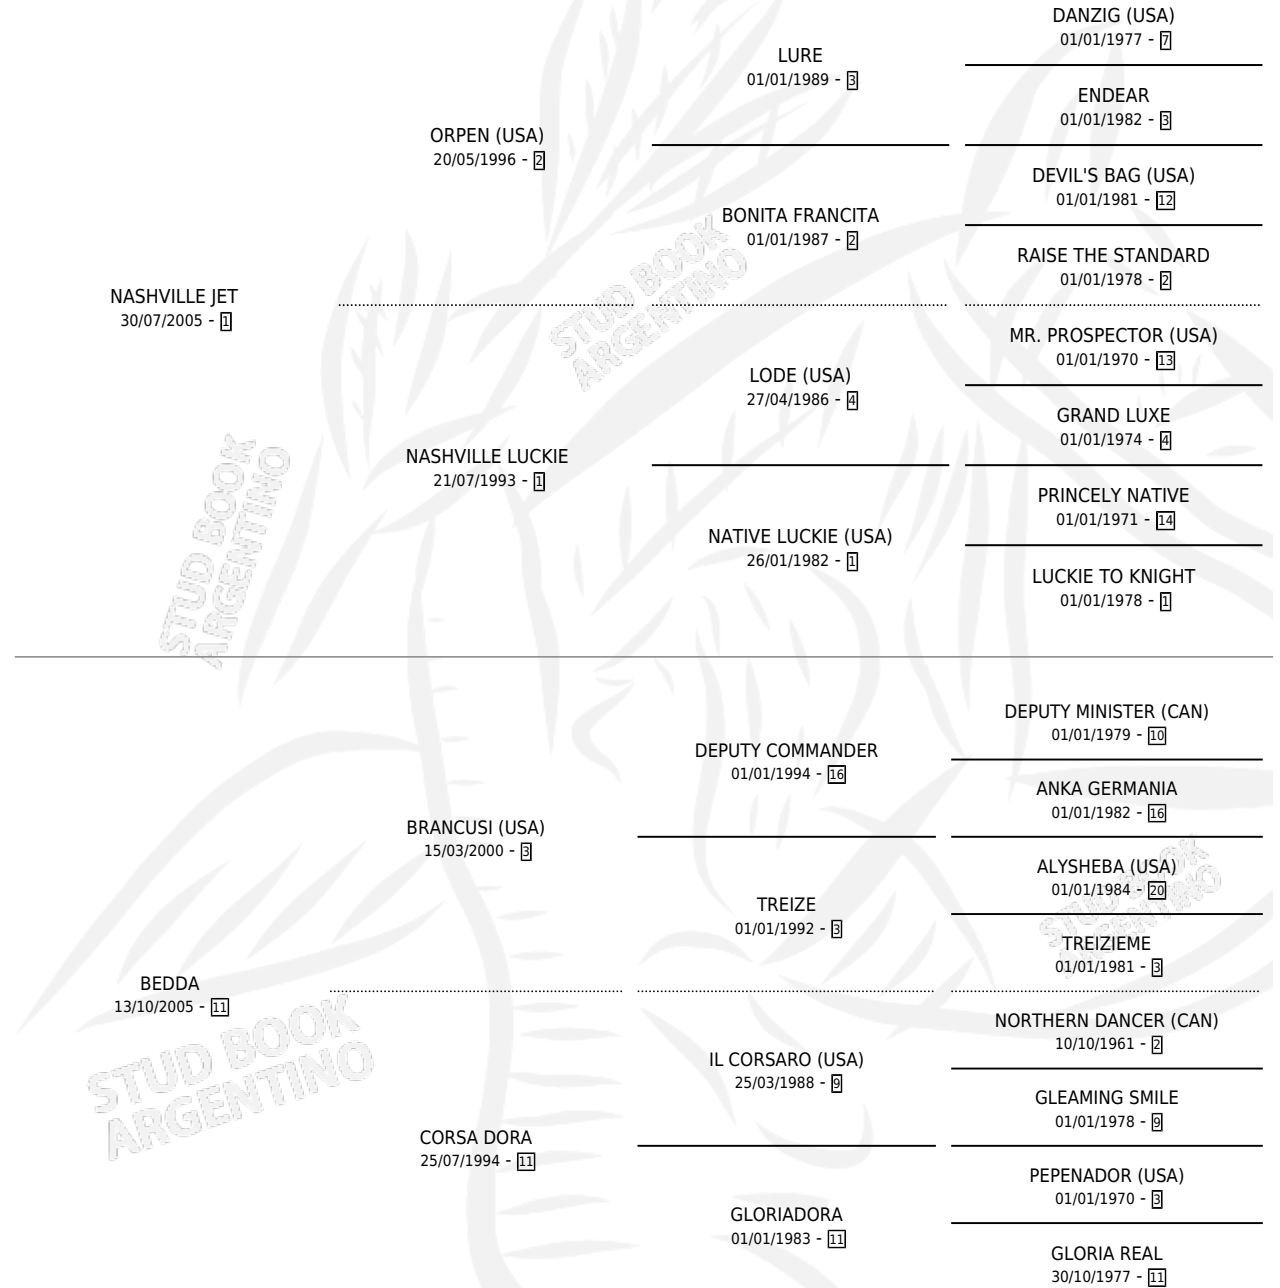 DANZIG (USA)
01/01/1977 - 7
LURE
01/01/1989 - 3
ENDEAR
01/01/1982 - 3
ORPEN (USA)
20/05/1996 - 2
DEVIL'S BAG (USA)
01/01/1981 - 12
BONITA FRANCITA
01/01/1987 - 2
RAISE THE STANDARD
01/01/1978 - 2
NASHVILLE JET
30/07/2005 - 1
STUD BOOK
ARGENTINO
MR. PROSPECTOR (USA)
01/01/1970 - 13
LODE (USA)
27/04/1986 - 4
GRAND LUXE
01/01/1974 - 4
NASHVILLE LUCKIE
21/07/1993 - 1
PRINCELY NATIVE
01/01/1971 - 14
NATIVE LUCKIE (USA)
26/01/1982 - 1
LUCKIE TO KNIGHT
01/01/1978 - 1
STUD BOOK
ARGENTINO
DEPUTY MINISTER (CAN)
01/01/1979 - 10
DEPUTY COMMANDER
01/01/1994 - 16
ANKA GERMANIA
01/01/1982 - 16
BRANCUSI (USA)
15/03/2000 - 3
ALYSHEBA (USA)
01/01/1984 - 20
TREIZE
01/01/1992 - 3
TREIZIEME
01/01/1981 - 3
STUD BOOK
ARGENTINO
BEDDA
13/10/2005 - 11
NORTHERN DANCER (CAN)
10/10/1961 - 2
IL CORSARO (USA)
25/03/1988 - 9
GLEAMING SMILE
01/01/1978 - 9
STUD BOOK
ARGENTINO
CORSA DORA
25/07/1994 - 11
PEPENADOR (USA)
01/01/1970 - 3
GLORIADORA
01/01/1983 - 11
GLORIA REAL
30/10/1977 - 11